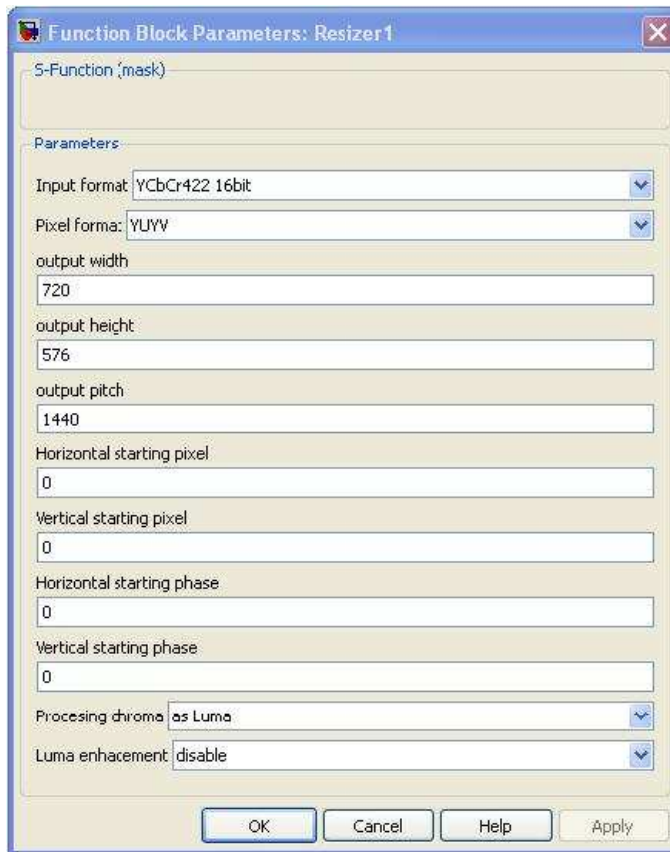 Function Block Parameters: Resizer1
S-Function (mask)
Parameters
Input format YCbCr422 16bit
Pixel forma: YUYV
output width
720
output height
576
output pitch
1440
Horizontal starting pixel
0
Vertical starting pixel
0
Horizontal starting phase
0
Vertical starting phase
0
Procesing chroma as Luma
Luma enhacement disable
OK Cancel Help Apply